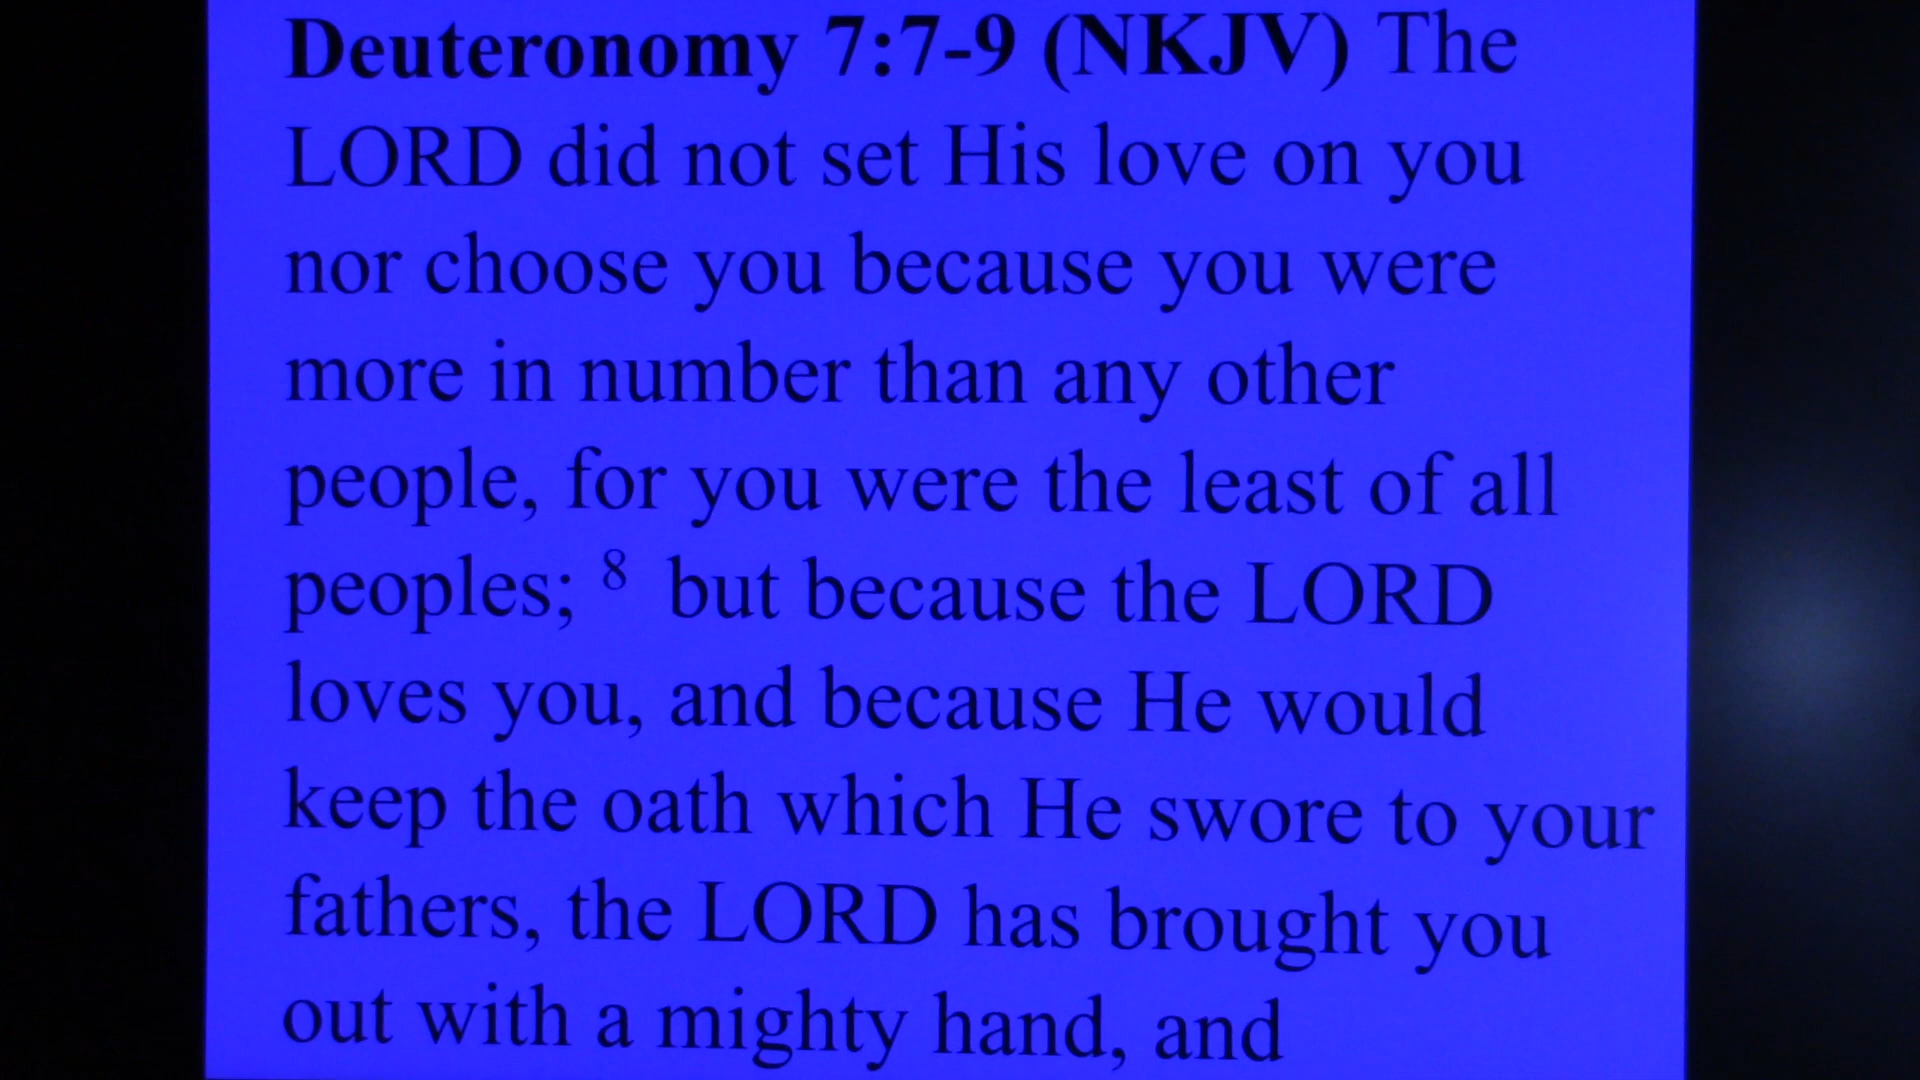 Deuteronomy 7:7-9 (NKJV) The
LORD did not set His love on you
nor choose you because you were
more in number than any other
people, for you were the least of all
peoples; 8 but because the LORD
loves you, and because He would
keep the oath which He swore to your
fathers, the LORD has brought you
out with a mighty hand, and